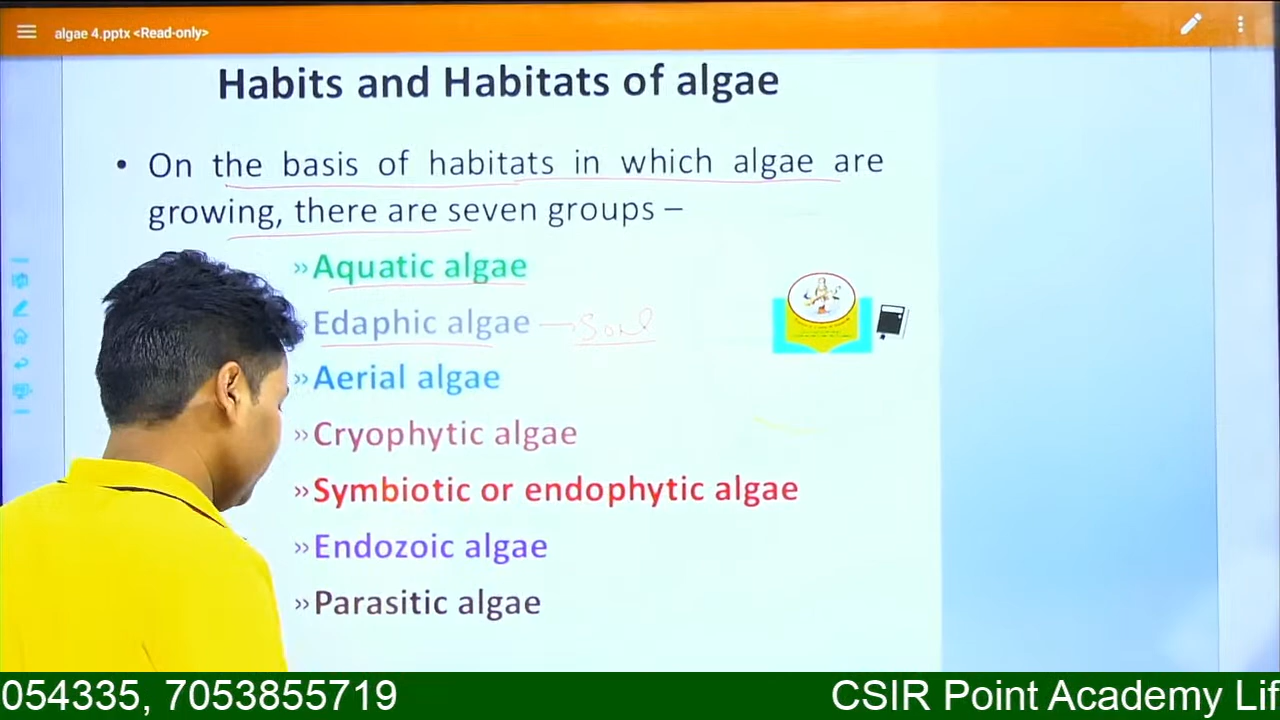 algae 4.pptx <Read-only>
Habits and Habitats of algae
• On the basis of habitats in which algae are
growing, there are seven groups –
»Aquatic algae
Edaphic algae
»Aerial algae
»Cryophytic algae
»Symbiotic or endophytic algae
»Endozoic algae
»Parasitic algae
054335, 7053855719
CSIR Point Academy Lif